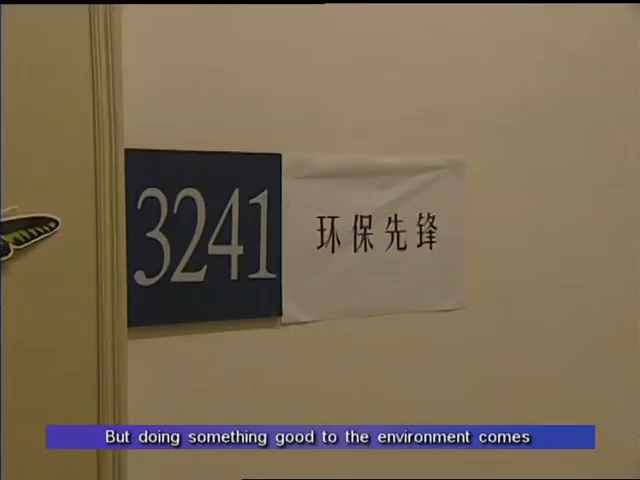 3241
环保先锋
But doing something good to the environment comes